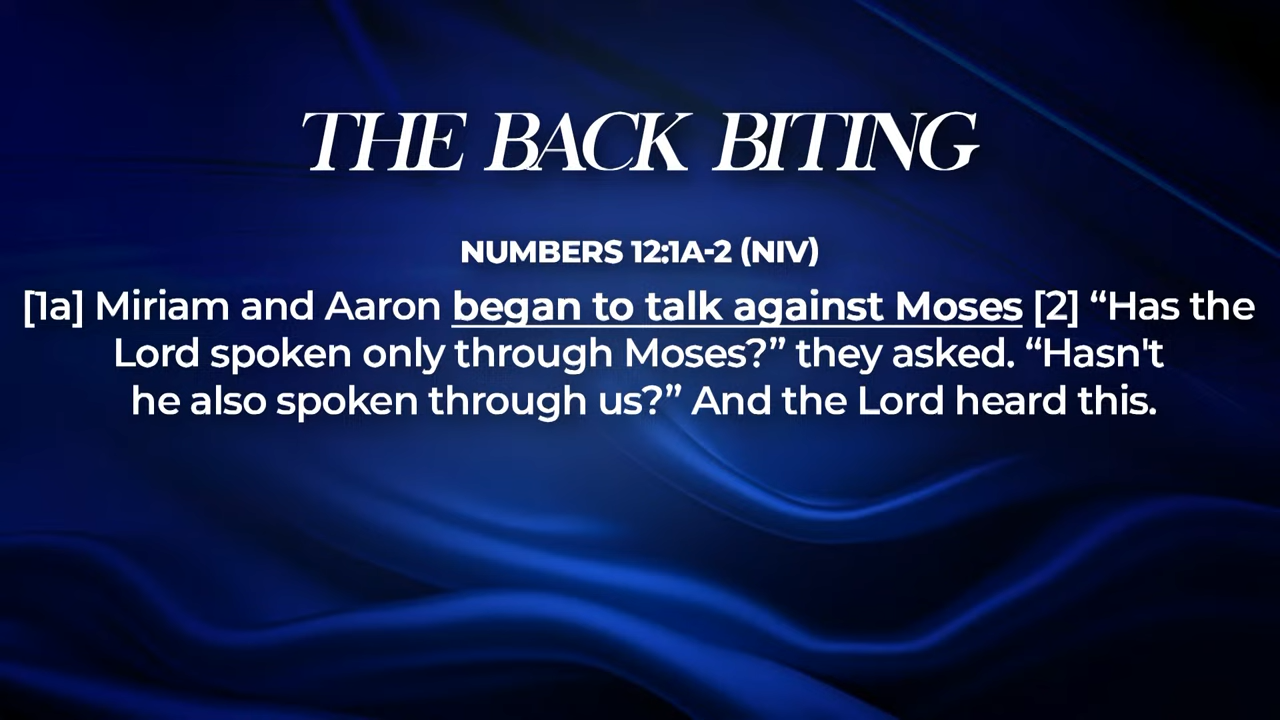 THE BACK BITING
NUMBERS 12:1A-2 (NIV)
[1a] Miriam and Aaron began to talk against Moses [2] “Has the
Lord spoken only through Moses?” they asked. “Hasn't
he also spoken through us?” And the Lord heard this.